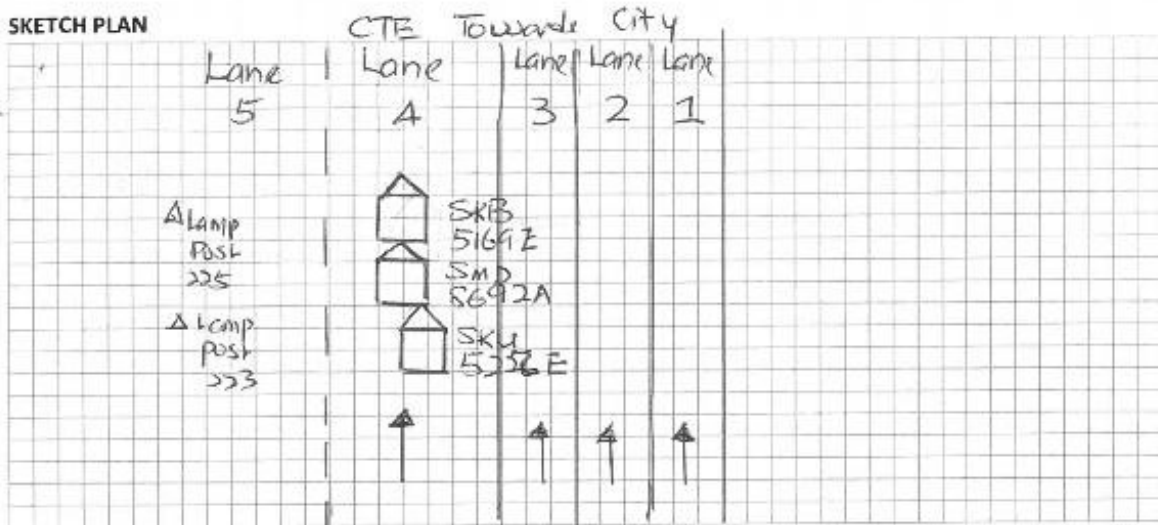 SKETCH PLAN
CTE Towards City
Lane Lane Lane Lane Lane
5 4 3 2 1
SKB
5169Z
Lamp
Post
225
SMD
8692A
Lamp
post
223
SKU
E